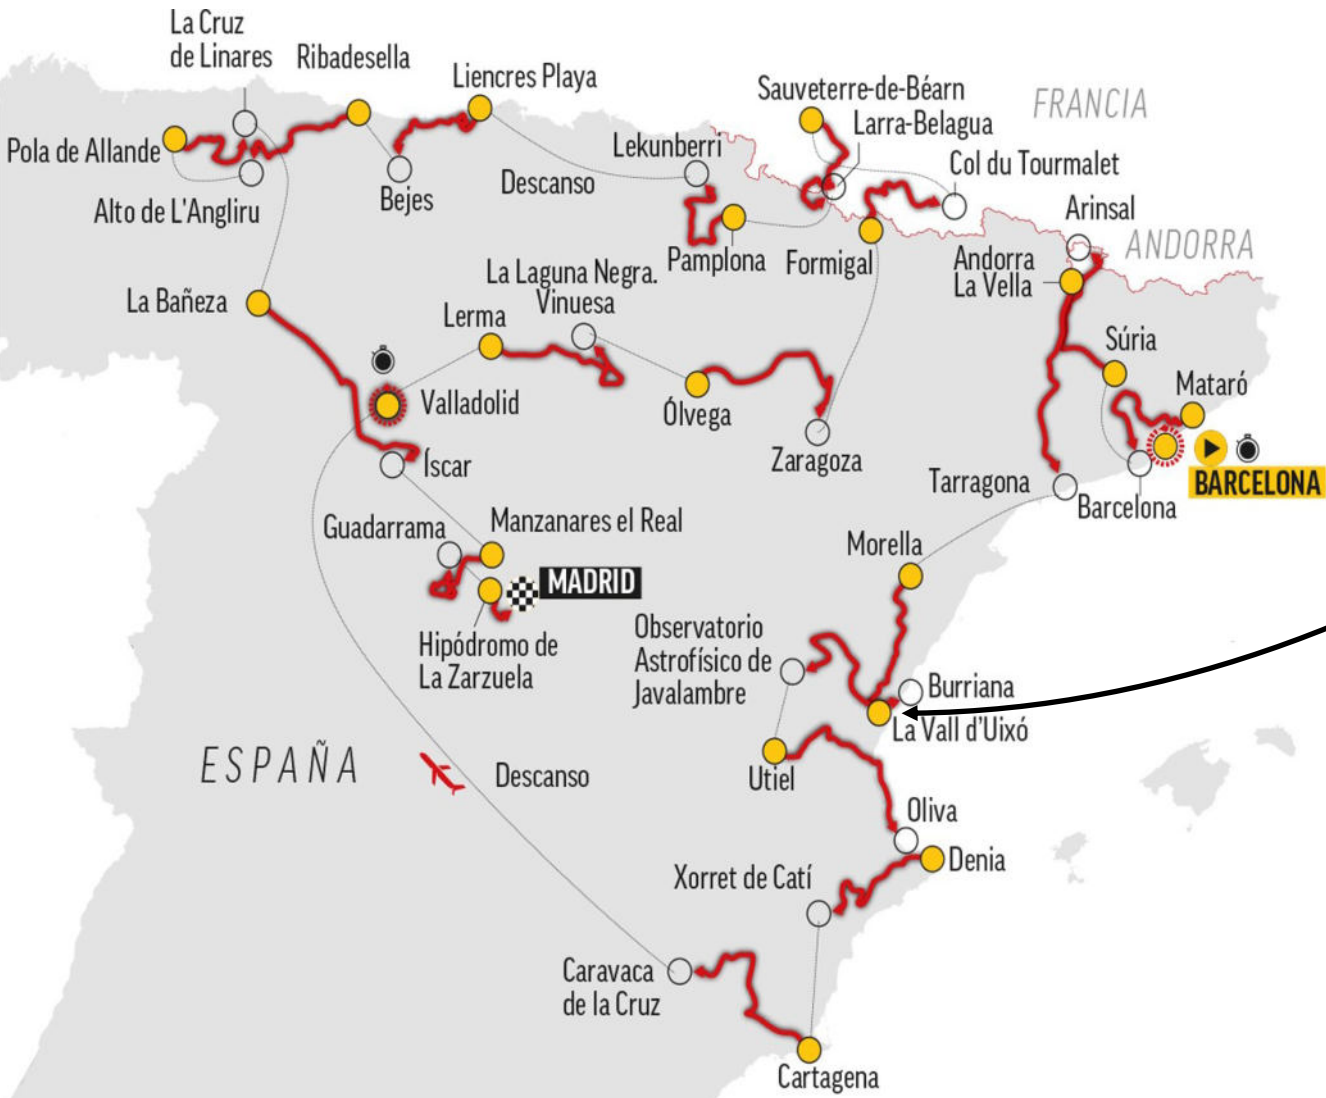 La Cruz
de Linares
Ribadesella
Liencres Playa
Sauveterre-de-Béarn
FRANCIA
Larra-Belagua
Pola de Allande
Lekunberri
Col du Tourmalet
Bejes
Descanso
Alto de L'Angliru
Arinsal
ANDORRA
Pamplona
Formigal
Andorra
La Vella
La Laguna Negra.
Vinuesa
La Bañeza
Lerma
Súria
Mataró
Valladolid
Ólvega
Zaragoza
Íscar
Tarragona
BARCELONA
Barcelona
Guadarrama
Manzanares el Real
Morella
MADRID
Hipódromo de
La Zarzuela
Observatorio
Astrofísico de
Javalambre
Burriana
La Vall d'Uixó
ESPAÑA
Descanso
Utiel
Oliva
Denia
Xorret de Catí
Caravaca
de la Cruz
Cartagena